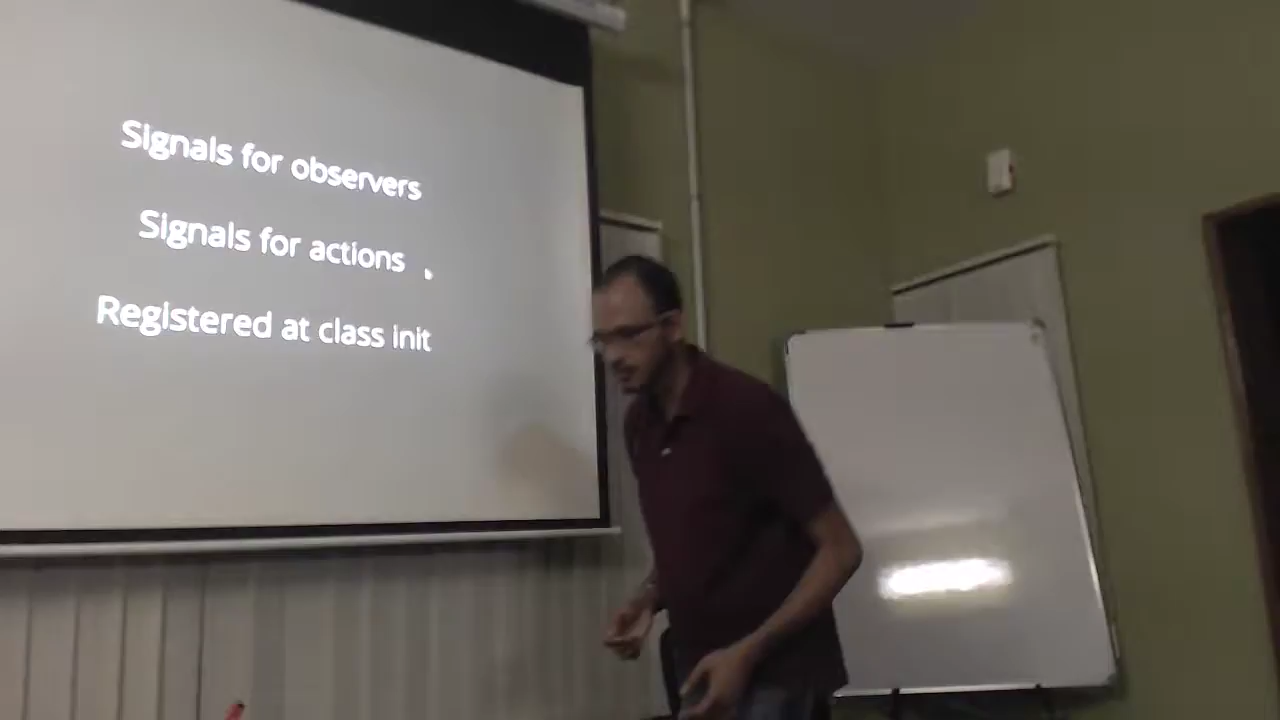 Signals for observers
Signals for actions
Registered at class init